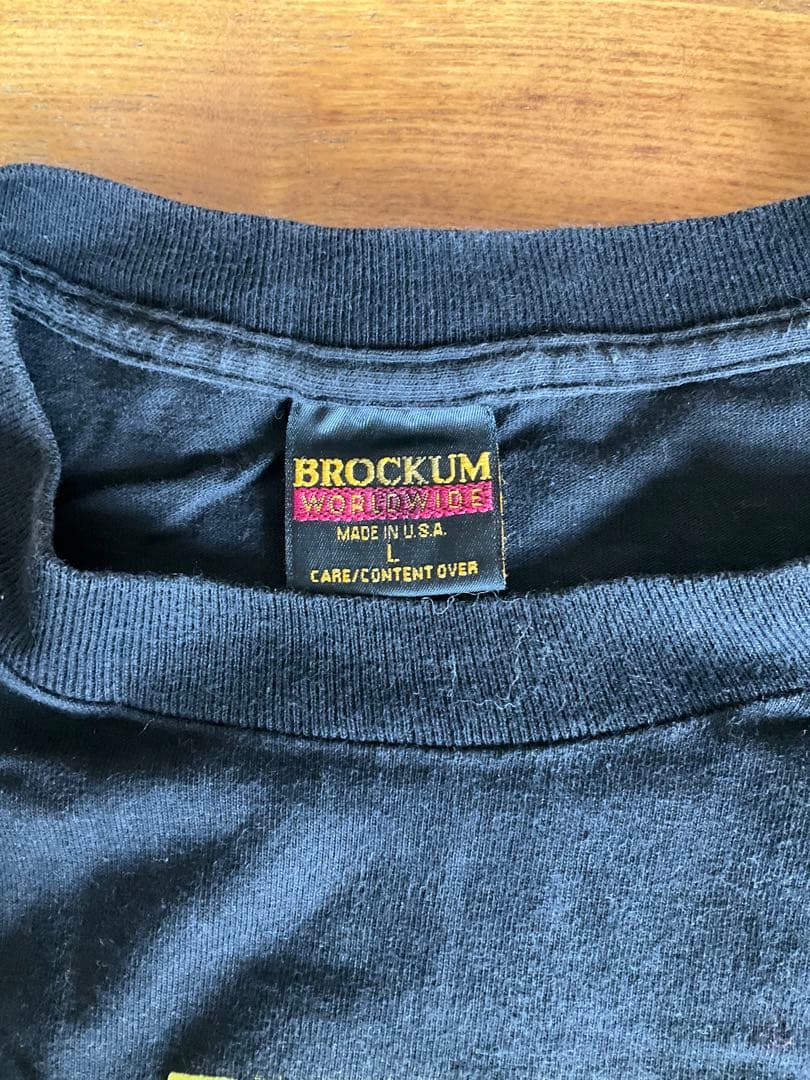 BROCKUM
WORLDWIDE
MADE IN U.S.A.
L
CARE/CONTENT OVER